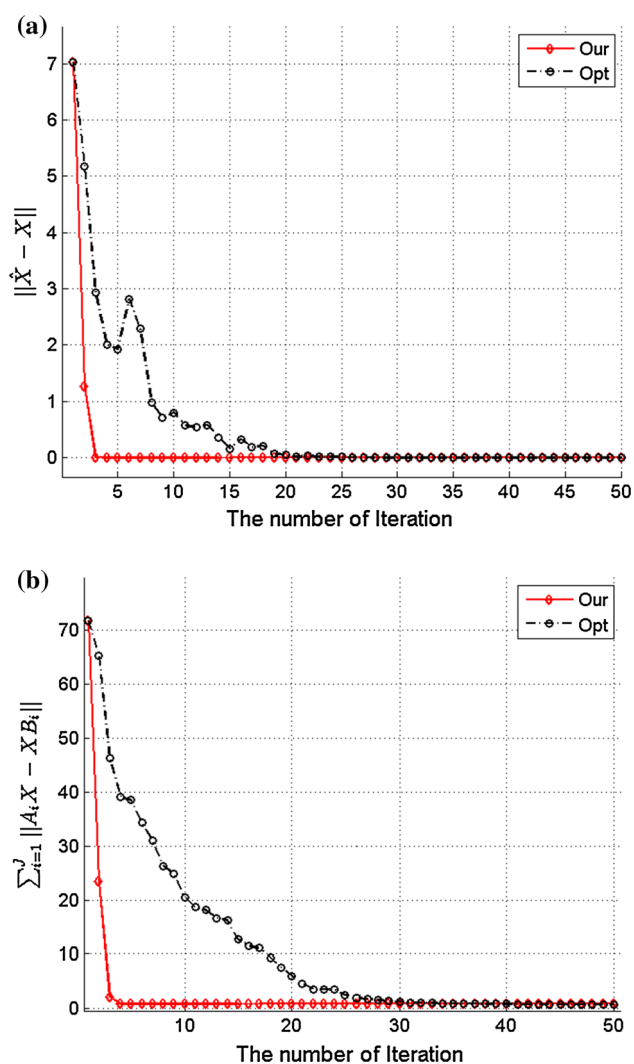 (a)
Our
Opt
7
6
5
4
3
2
1
0
||X̂ − X||
5 10 15 20 25 30 35 40 45 50
The number of Iteration
(b)
Our
Opt
70
60
50
40
30
20
10
0
∑_{i=1}^{J} ||A_iX − XB_i||
10 20 30 40 50
The number of Iteration